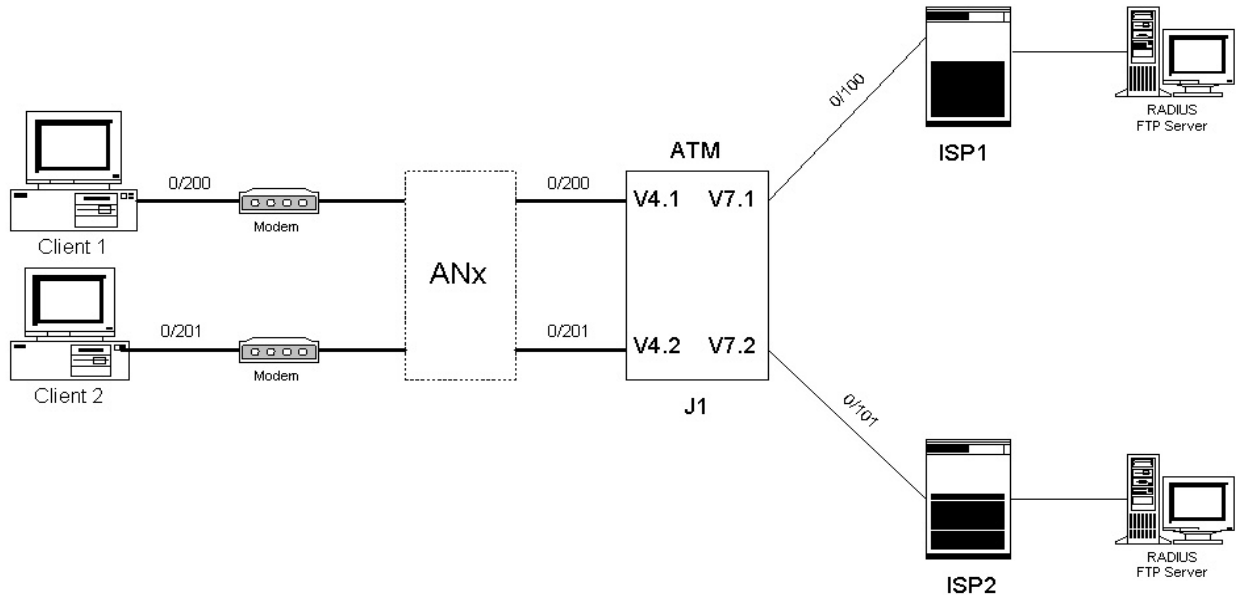 0/100
RADIUS
FTP Server
ISP1
ATM
0/200
0/200
V4.1 V7.1
Modem
Client 1
ANx
0/201
0/201
V4.2 V7.2
Modem
Client 2
J1
0/101
RADIUS
FTP Server
ISP2